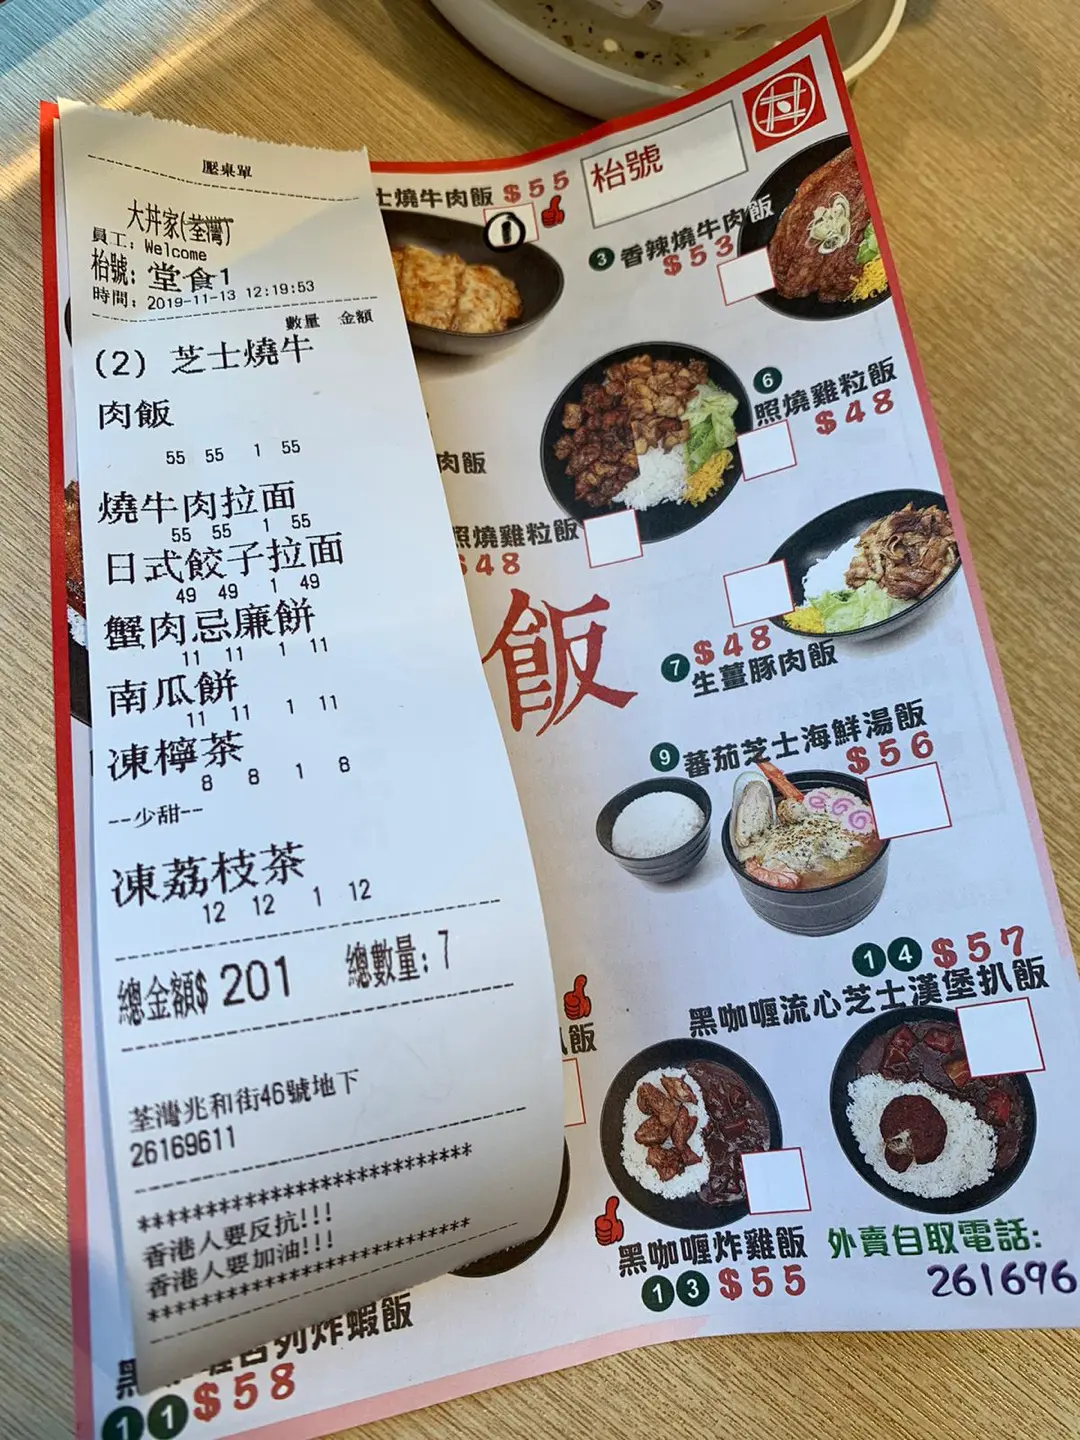 壓桌單
大丼家(荃灣)
員工: Welcome
枱號: 堂食1
時間: 2019-11-13 12:19:53
數量 金額
(2) 芝士燒牛
肉飯
55 55 1 55
燒牛肉拉面
55 55 1 55
日式餃子拉面
49 49 1 49
蟹肉忌廉餅
11 11 1 11
南瓜餅
11 11 1 11
凍檸茶
8 8 1 8
--少甜--
凍荔枝茶
12 12 1 12
總金額$ 201 總數量: 7
荃灣兆和街46號地下
26169611
**************************
香港人要反抗!!!
香港人要加油!!!
**************************
士燒牛肉飯 $55
枱號
3 香辣燒牛肉飯
$53
6 照燒雞粒飯
$48
肉飯
照燒雞粒飯
$48
飯
7 $48
生薑豚肉飯
9 蕃茄芝士海鮮湯飯
$56
14 $57
黑咖喱流心芝士漢堡扒飯
飯
黑咖喱炸雞飯
13 $55
外賣自取電話:
261696
炸蝦飯
11 $58